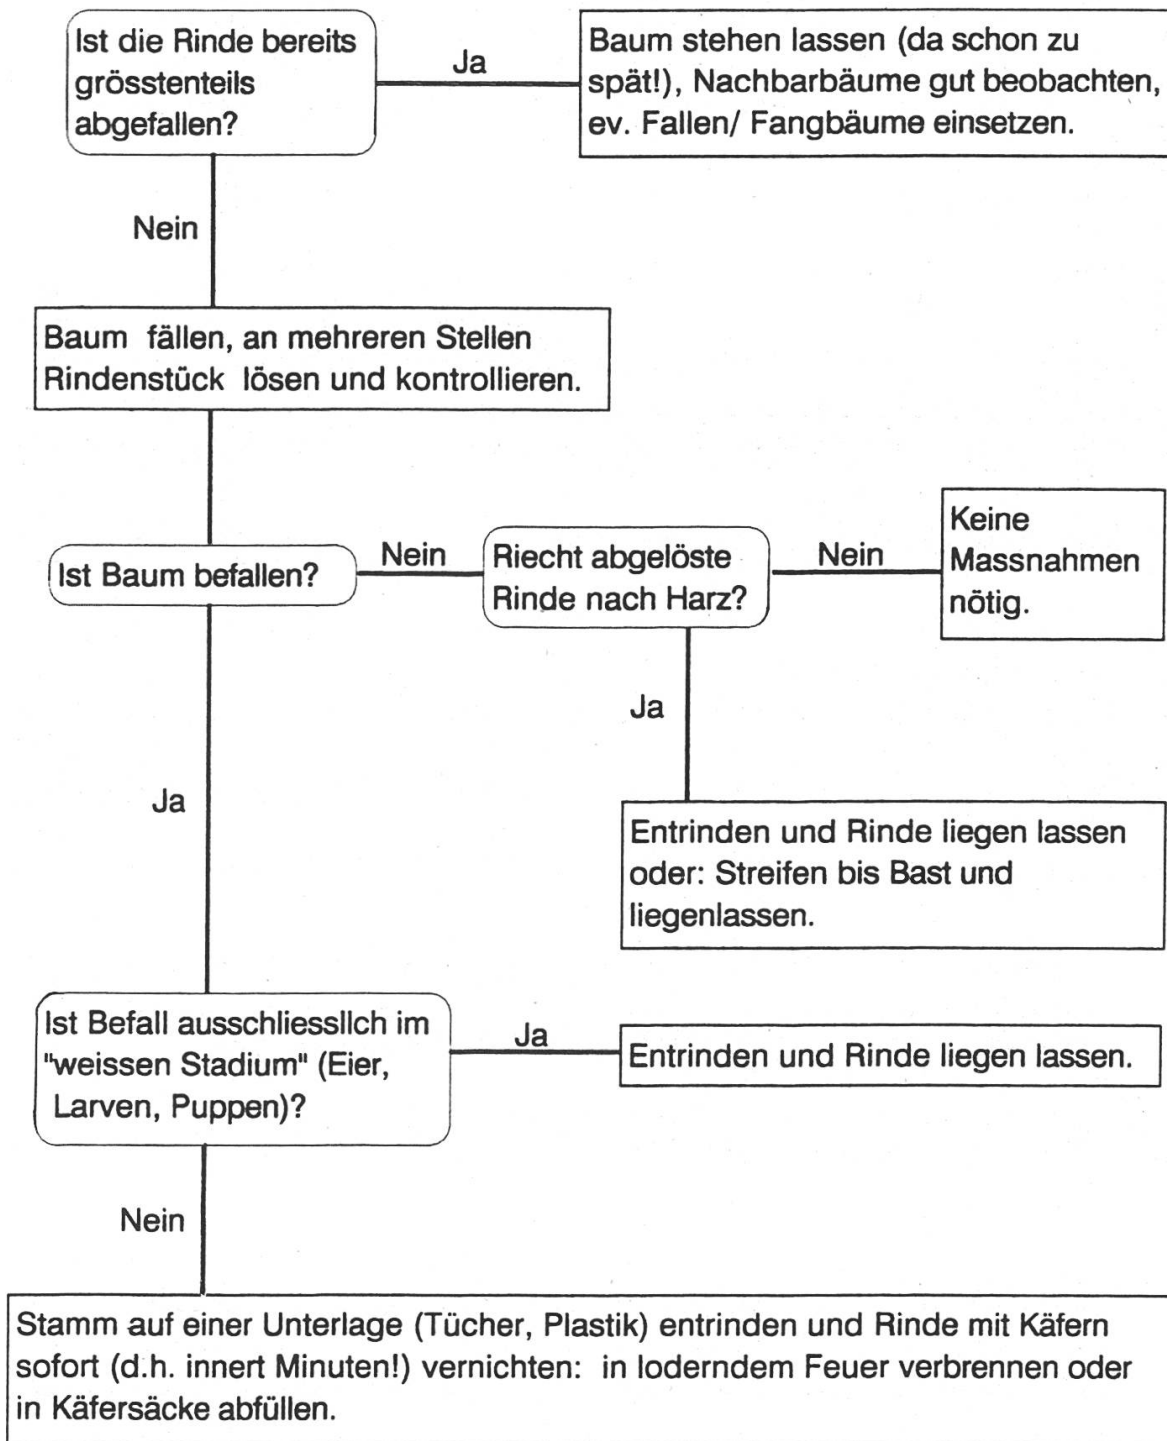 Ist die Rinde bereits
grösstenteils
abgefallen?
Ja
Baum stehen lassen (da schon zu
spät!), Nachbarbäume gut beobachten,
ev. Fallen/ Fangbäume einsetzen.
Nein
Baum fällen, an mehreren Stellen
Rindenstück lösen und kontrollieren.
Ist Baum befallen?
Nein
Riecht abgelöste
Rinde nach Harz?
Nein
Keine
Massnahmen
nötig.
Ja
Ja
Entrinden und Rinde liegen lassen
oder: Streifen bis Bast und
liegenlassen.
Ist Befall ausschliesslich im
"weissen Stadium" (Eier,
Larven, Puppen)?
Ja
Entrinden und Rinde liegen lassen.
Nein
Stamm auf einer Unterlage (Tücher, Plastik) entrinden und Rinde mit Käfern
sofort (d.h. innert Minuten!) vernichten: in loderndem Feuer verbrennen oder
in Käfersäcke abfüllen.